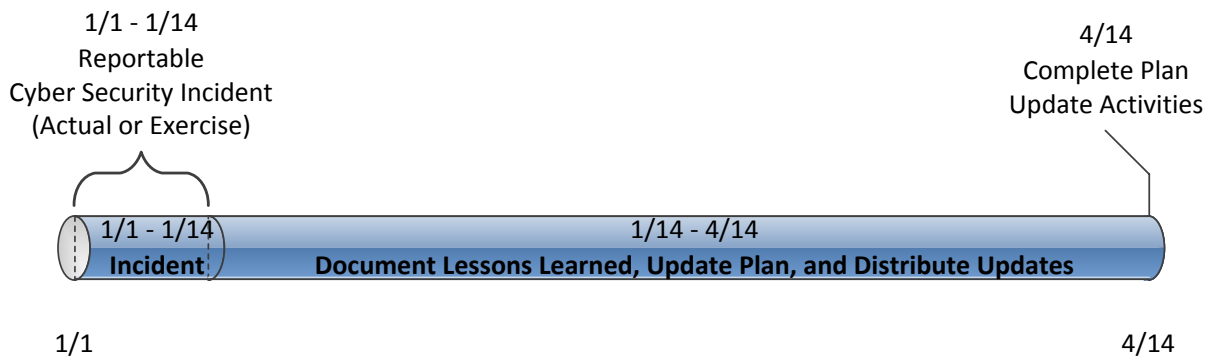 1/1 - 1/14
Reportable
Cyber Security Incident
(Actual or Exercise)
4/14
Complete Plan
Update Activities
1/1 - 1/14
Incident
1/14 - 4/14
Document Lessons Learned, Update Plan, and Distribute Updates
1/1
4/14